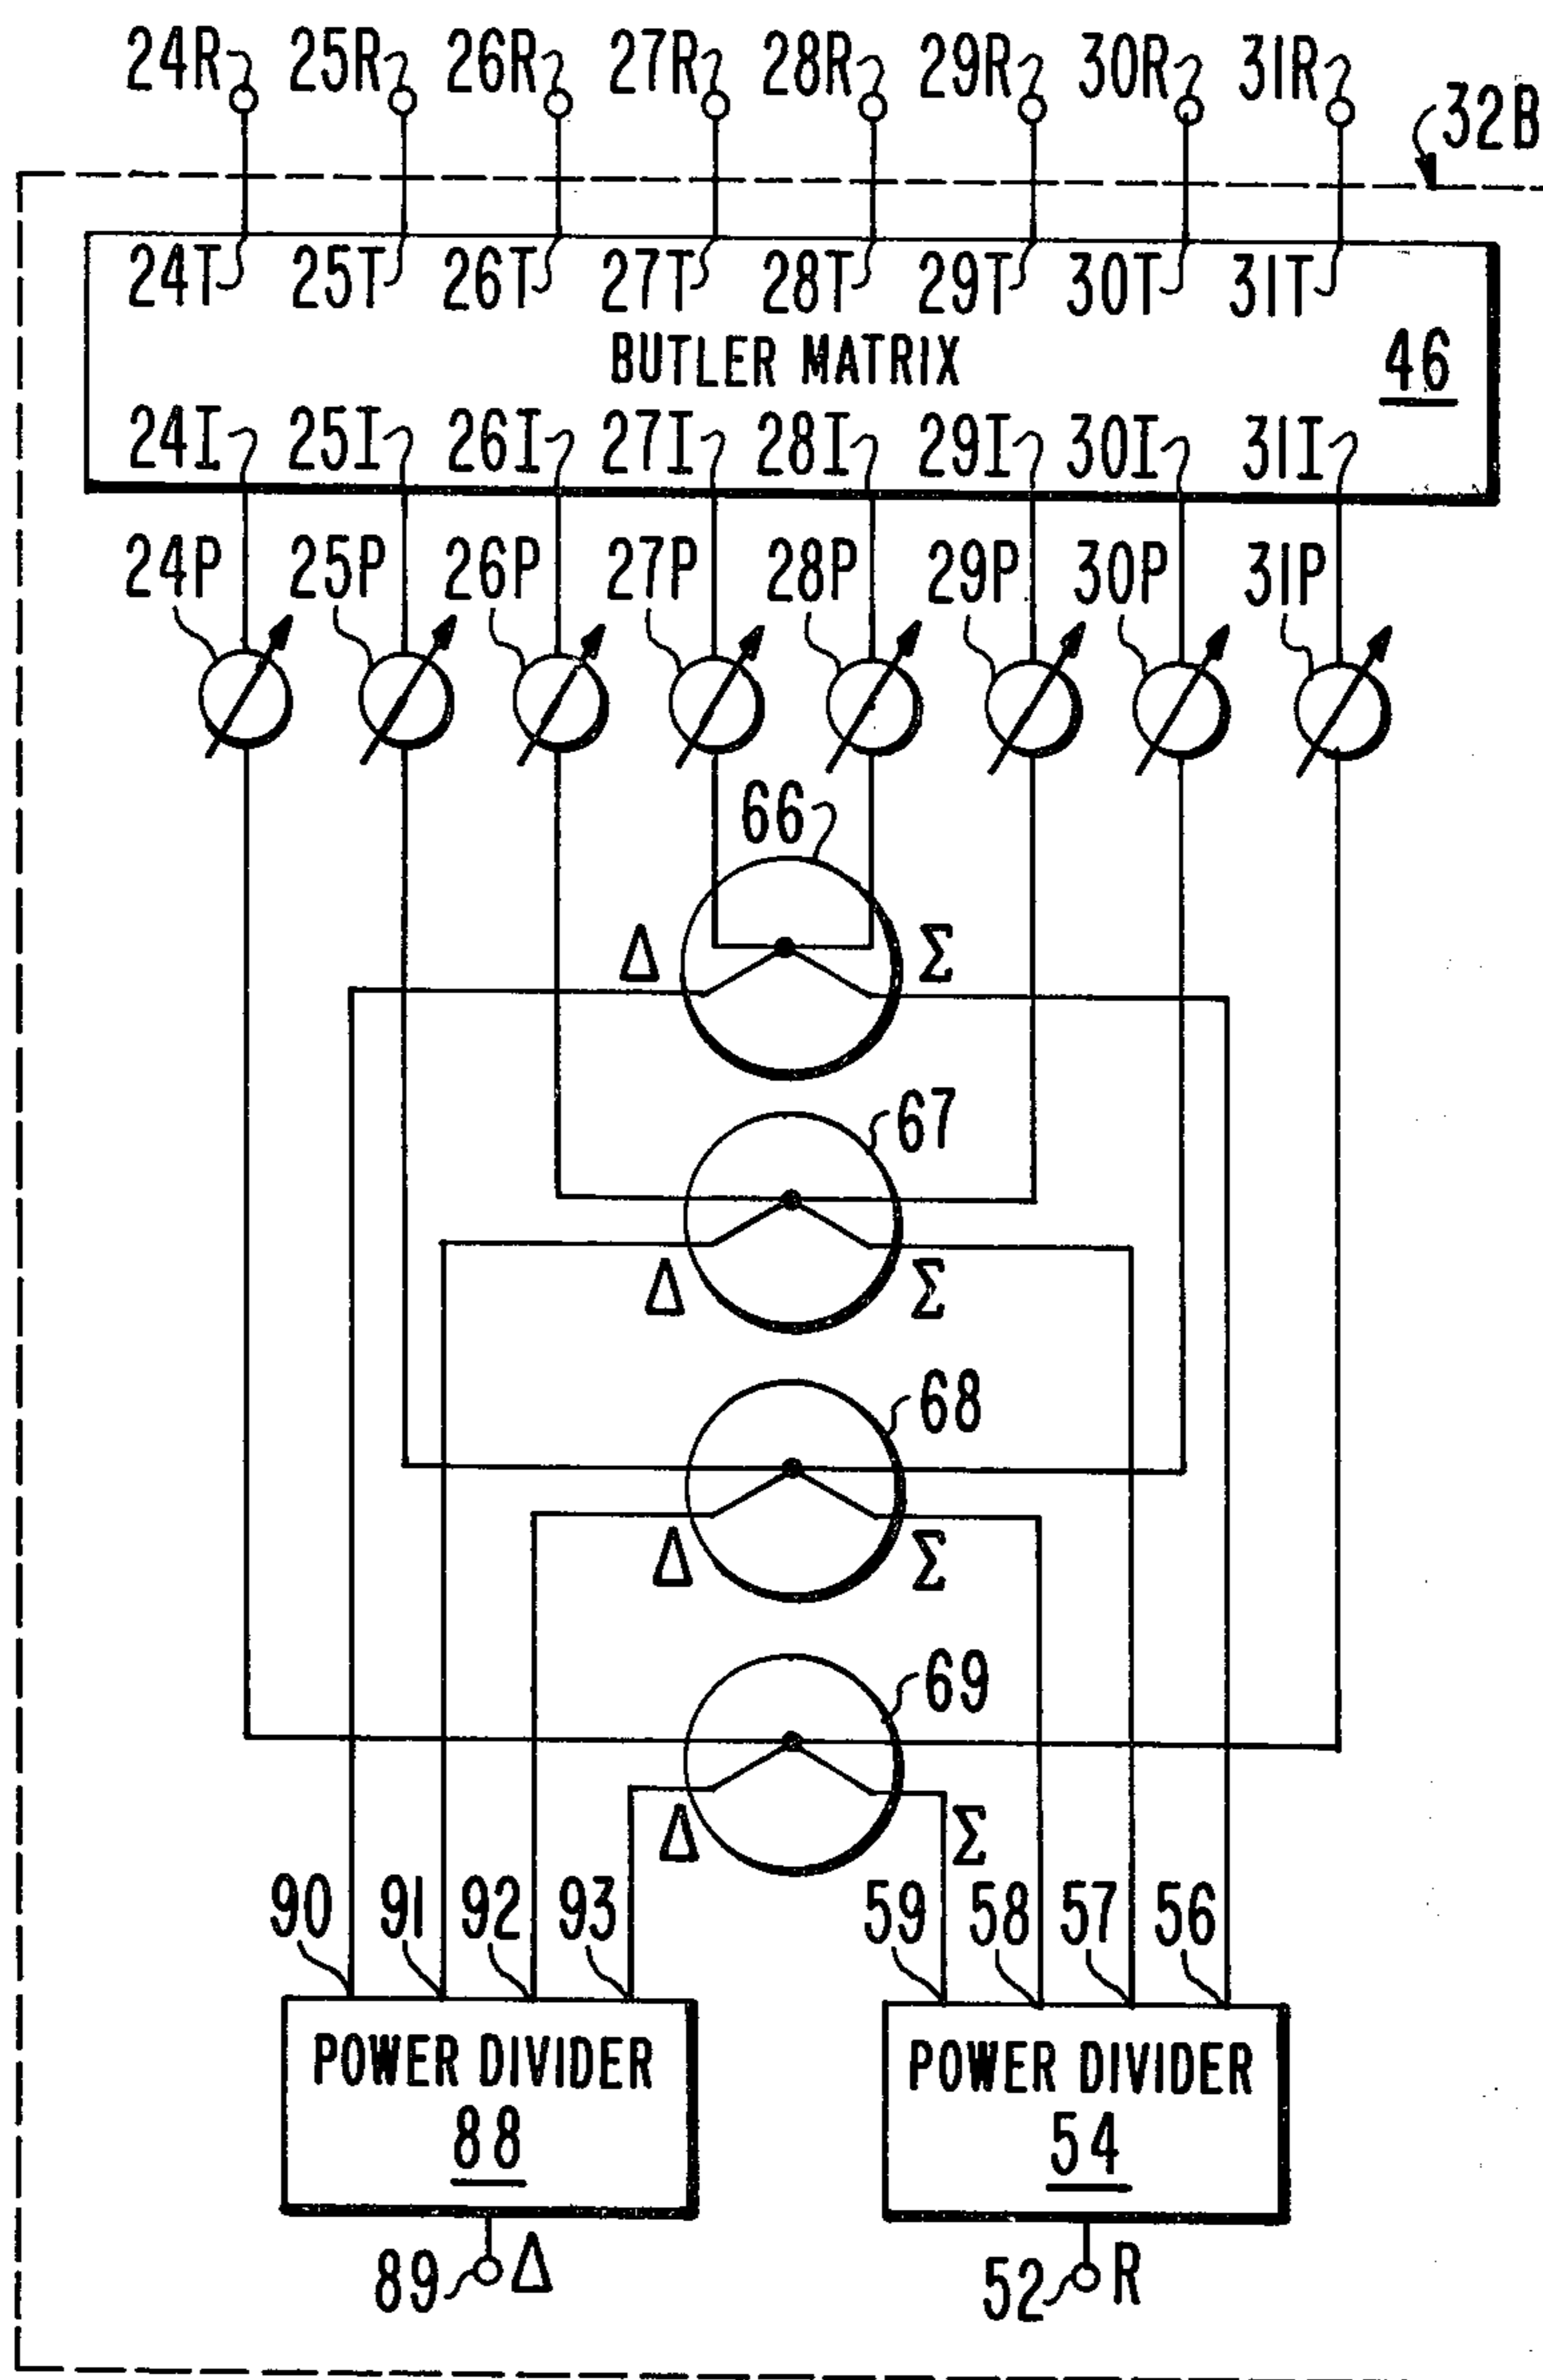 24R 25R 26R 27R 28R 29R 30R 31R
32B
24T 25T 26T 27T 28T 29T 30T 31T
BUTLER MATRIX
46
24I 25I 26I 27I 28I 29I 30I 31I
24P 25P 26P 27P 28P 29P 30P 31P
66
Δ Σ
67
Δ Σ
68
Δ Σ
69
Δ Σ
90 91 92 93 59 58 57 56
POWER DIVIDER POWER DIVIDER
88 54
89 Δ 52 R